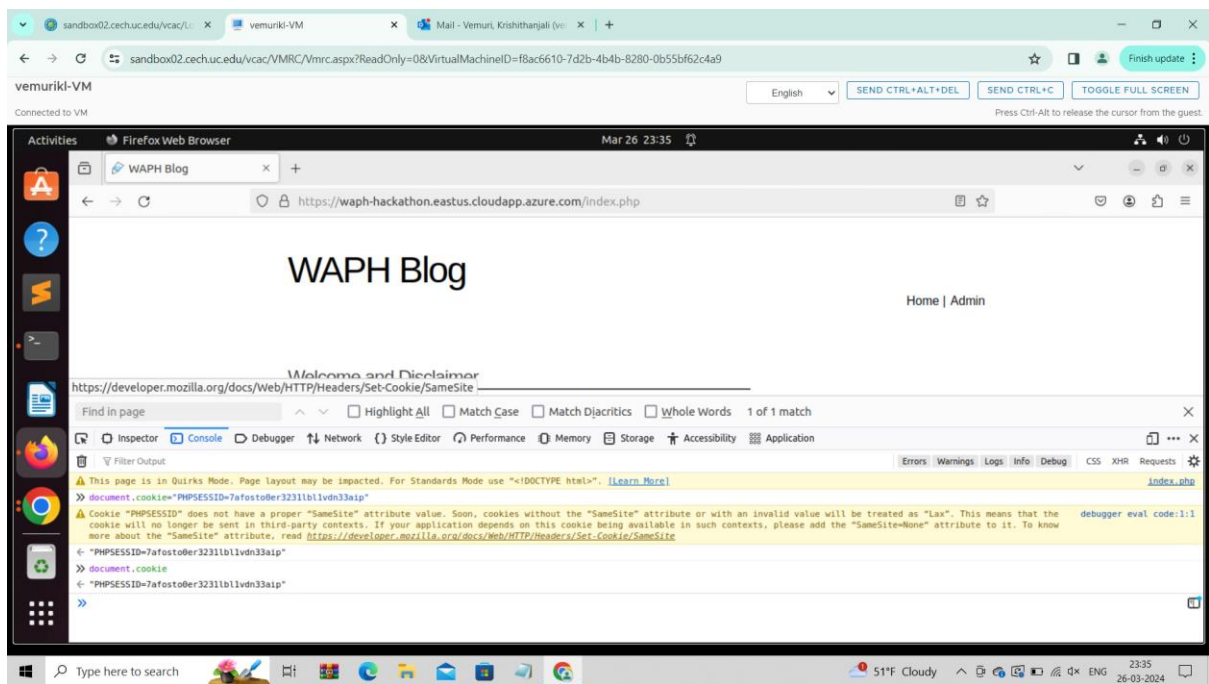 sandbox02.cech.uc.edu/vcac/Lo
vemurikl-VM
Mail - Vemuri, Krishithanjali (ve
sandbox02.cech.uc.edu/vcac/VMRC/Vmrc.aspx?ReadOnly=0&VirtualMachineID=f8ac6610-7d2b-4b4b-8280-0b55bf62c4a9
Finish update
vemurikl-VM
English
SEND CTRL+ALT+DEL
SEND CTRL+C
TOGGLE FULL SCREEN
Connected to VM
Press Ctrl-Alt to release the cursor from the guest.
Activities
Firefox Web Browser
Mar 26 23:35
WAPH Blog
https://waph-hackathon.eastus.cloudapp.azure.com/index.php
WAPH Blog
Home | Admin
Welcome and Disclaimer
https://developer.mozilla.org/docs/Web/HTTP/Headers/Set-Cookie/SameSite
Find in page
Highlight All
Match Case
Match Diacritics
Whole Words
1 of 1 match
Inspector
Console
Debugger
Network
Style Editor
Performance
Memory
Storage
Accessibility
Application
Filter Output
Errors
Warnings
Logs
Info
Debug
CSS
XHR
Requests
This page is in Quirks Mode. Page layout may be impacted. For Standards Mode use "<!DOCTYPE html>". [Learn More]
index.php
>> document.cookie="PHPSESSID=7afosto0er3231lbl1vdn33aip"
Cookie "PHPSESSID" does not have a proper "SameSite" attribute value. Soon, cookies without the "SameSite" attribute or with an invalid value will be treated as "Lax". This means that the
debugger eval code:1:1
cookie will no longer be sent in third-party contexts. If your application depends on this cookie being available in such contexts, please add the "SameSite=None" attribute to it. To know
more about the "SameSite" attribute, read https://developer.mozilla.org/docs/Web/HTTP/Headers/Set-Cookie/SameSite
"PHPSESSID=7afosto0er3231lbl1vdn33aip"
>> document.cookie
"PHPSESSID=7afosto0er3231lbl1vdn33aip"
>>
Type here to search
51°F Cloudy
ENG
23:35
26-03-2024